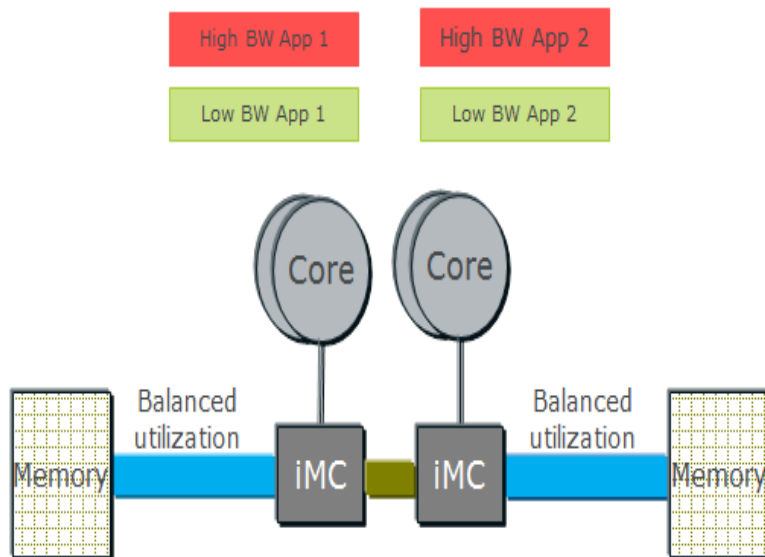 High BW App 1
High BW App 2
Low BW App 1
Low BW App 2
Core
Core
Balanced
utilization
Balanced
utilization
Memory
iMC
iMC
Memory